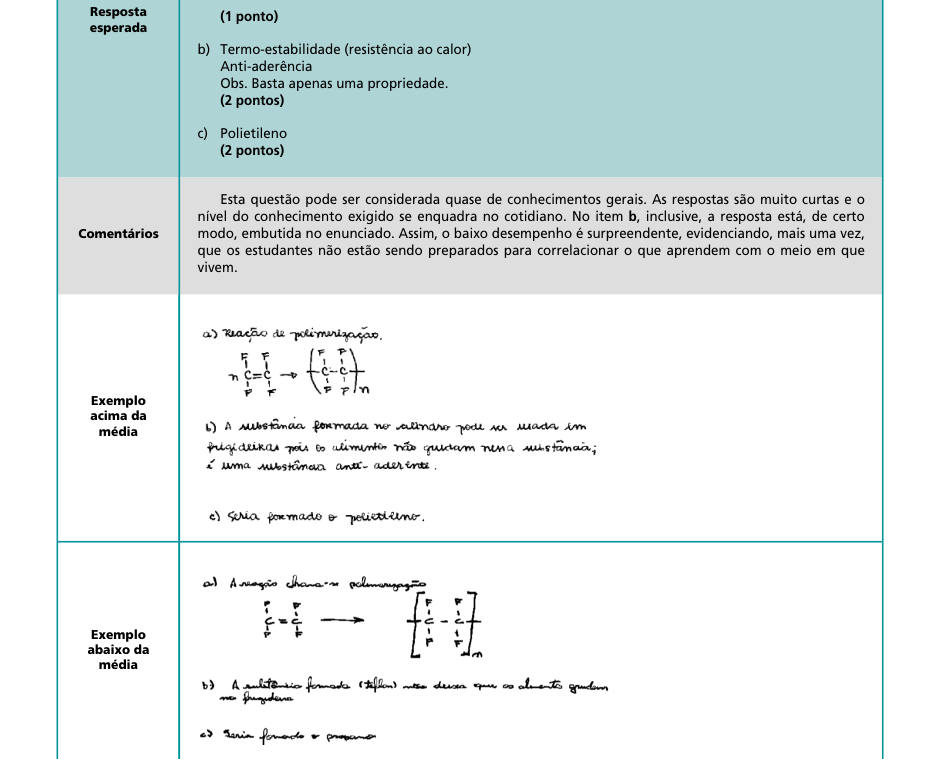 Resposta
esperada
(1 ponto)
b) Termo-estabilidade (resistência ao calor)
Anti-aderência
Obs. Basta apenas uma propriedade.
(2 pontos)
c) Polietileno
(2 pontos)
Comentários
Esta questão pode ser considerada quase de conhecimentos gerais. As respostas são muito curtas e o
nível do conhecimento exigido se enquadra no cotidiano. No item b, inclusive, a resposta está, de certo
modo, embutida no enunciado. Assim, o baixo desempenho é surpreendente, evidenciando, mais uma vez,
que os estudantes não estão sendo preparados para correlacionar o que aprendem com o meio em que
vivem.
Exemplo
acima da
média
a) Reação de polimerização.
F F F F
n C=C → (-C-C-)n
F F F F
b) A substância formada no cilindro pode ser usada em
frigideiras pois os alimentos não grudam nessa substância;
é uma substância anti-aderente.
c) Seria formado o polietileno.
Exemplo
abaixo da
média
a) A reação chama-se polimerização
F F F F
C=C → [-C-C-]n
F F F F
b) A substância formada (teflon) não deixa que os alimento grudem
na frigideira
c) Seria formado o propano